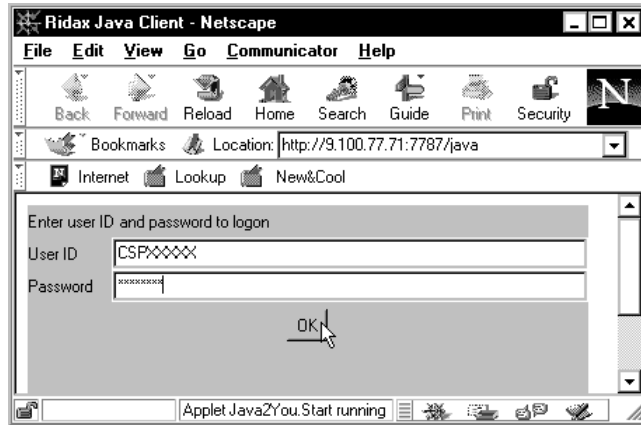 Ridax Java Client - Netscape
File Edit View Go Communicator Help
Back Forward Reload Home Search Guide Print Security
N
Bookmarks Location: http://9.100.77.71:7787/java
Internet Lookup New&Cool
Enter user ID and password to logon
User ID CSPXXXXX
Password ********
OK
Applet Java2You.Start running